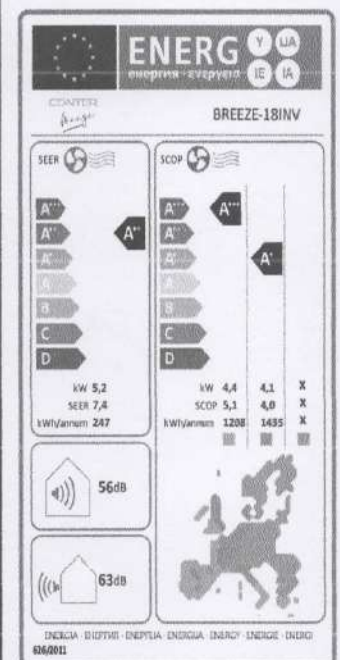 ENERG
Y UA
енергия · ενέργεια
IE IA
BREEZE-18INV
SEER
SCOP
A+++
A+++
A+++
A++
A++
A++
A+
A+
A+
A
A
B
B
C
C
D
D
kW 5,2
SEER 7,4
kWh/annum 247
kW 4,4 4,1 X
SCOP 5,1 4,0 X
kWh/annum 1208 1435 X
56dB
63dB
ENERGIA · ЕНЕРГИЯ · ΕΝΕΡΓΕΙΑ · ENERGIJA · ENERGY · ENERGIE · ENERGI
626/2011